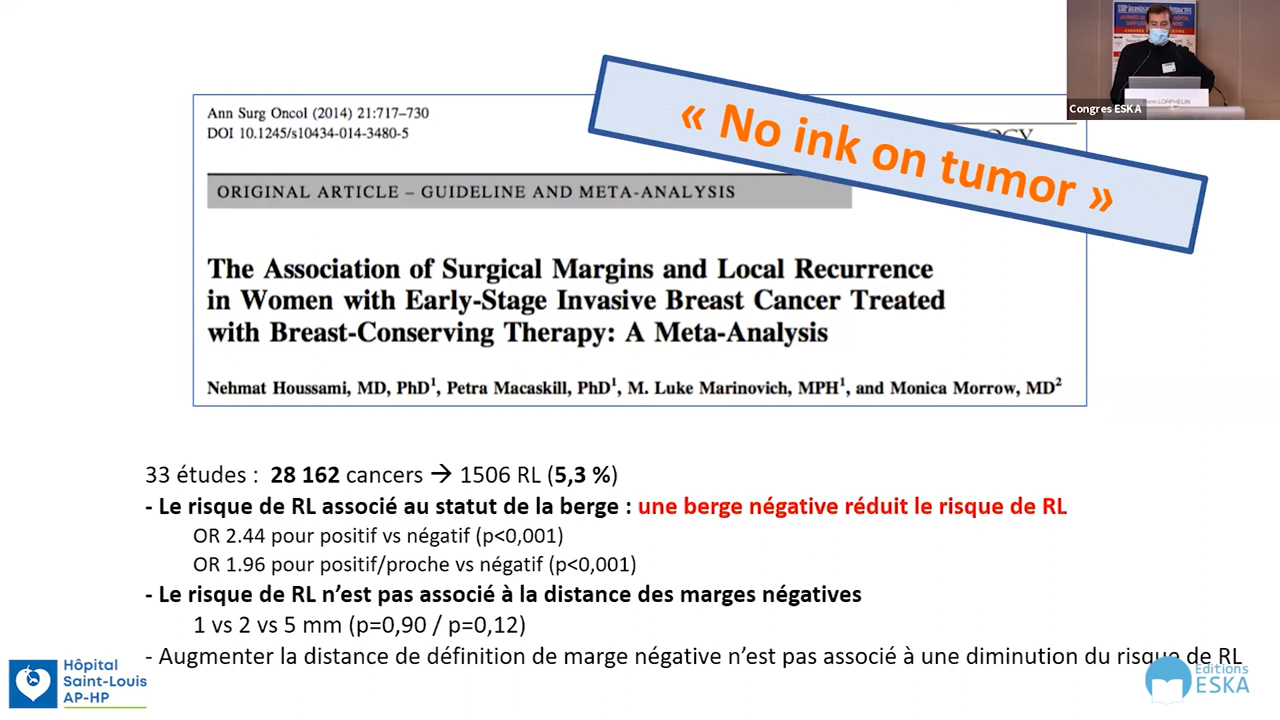 Congres ESKA
LORPHELIN
« No ink on tumor »
Ann Surg Oncol (2014) 21:717–730
DOI 10.1245/s10434-014-3480-5
ORIGINAL ARTICLE – GUIDELINE AND META-ANALYSIS
The Association of Surgical Margins and Local Recurrence
in Women with Early-Stage Invasive Breast Cancer Treated
with Breast-Conserving Therapy: A Meta-Analysis
Nehmat Houssami, MD, PhD1, Petra Macaskill, PhD1, M. Luke Marinovich, MPH1, and Monica Morrow, MD2
33 études : 28 162 cancers → 1506 RL (5,3 %)
- Le risque de RL associé au statut de la berge : une berge négative réduit le risque de RL
OR 2.44 pour positif vs négatif (p<0,001)
OR 1.96 pour positif/proche vs négatif (p<0,001)
- Le risque de RL n’est pas associé à la distance des marges négatives
1 vs 2 vs 5 mm (p=0,90 / p=0,12)
- Augmenter la distance de définition de marge négative n’est pas associé à une diminution du risque de RL
Hôpital
Saint-Louis
AP-HP
Editions
ESKA